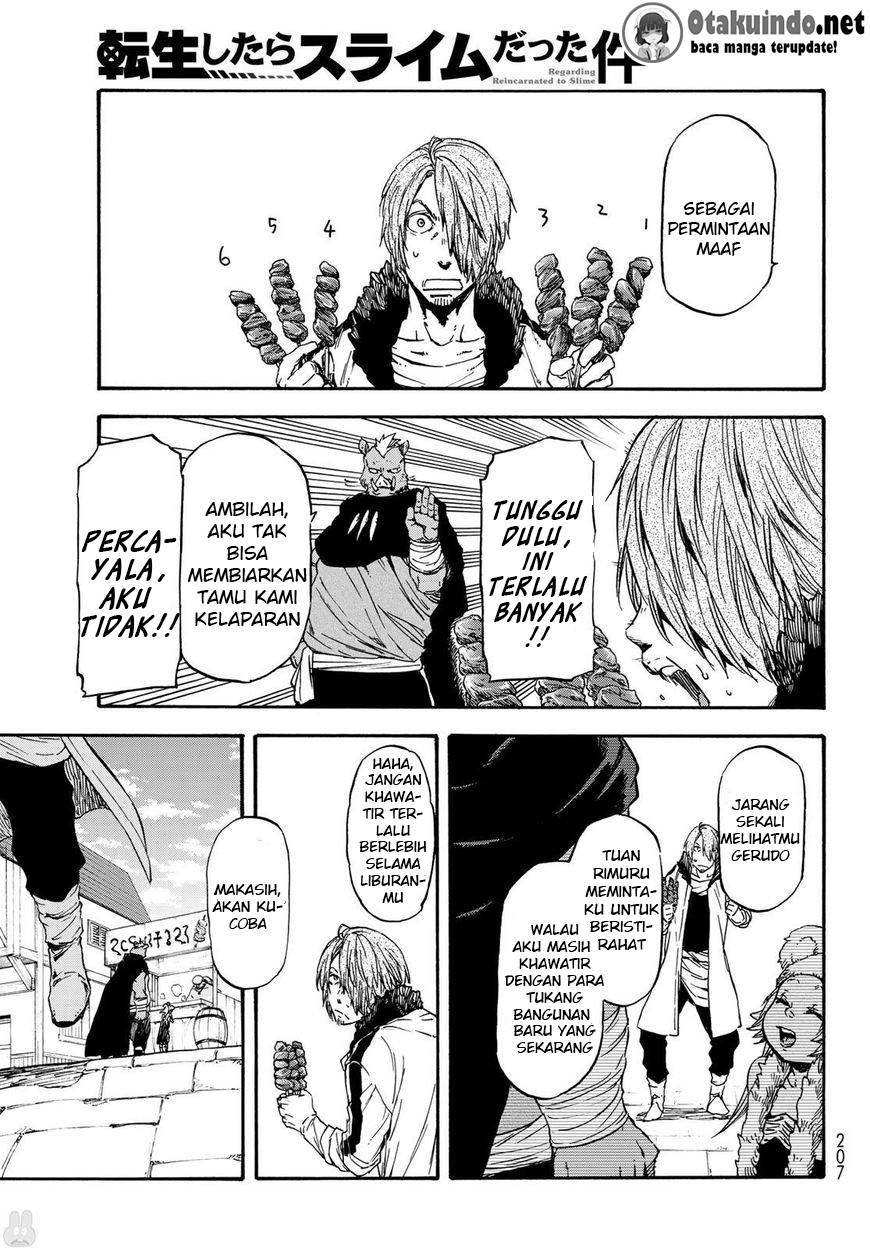 転生したらスライムだった件
Regarding
Reincarnated to Slime
Otakuindo.net
baca manga terupdate!
SEBAGAI
PERMINTAAN
MAAF
1
2
3
4
5
6
TUNGGU
DULU,
INI
TERLALU
BANYAK
!!
AMBILAH,
AKU TAK
BISA
MEMBIARKAN
TAMU KAMI
KELAPARAN
PERCA-
YALA,
AKU
TIDAK!!
JARANG
SEKALI
MELIHATMU
GERUDO
TUAN
RIMURU
MEMINTA-
KU UNTUK
BERISTI-
RAHAT
WALAU
AKU MASIH
KHAWATIR
DENGAN PARA
TUKANG
BANGUNAN
BARU YANG
SEKARANG
HAHA,
JANGAN
KHAWA-
TIR TER-
LALU
BERLEBIH
SELAMA
LIBURAN-
MU
MAKASIH,
AKAN KU-
COBA
207